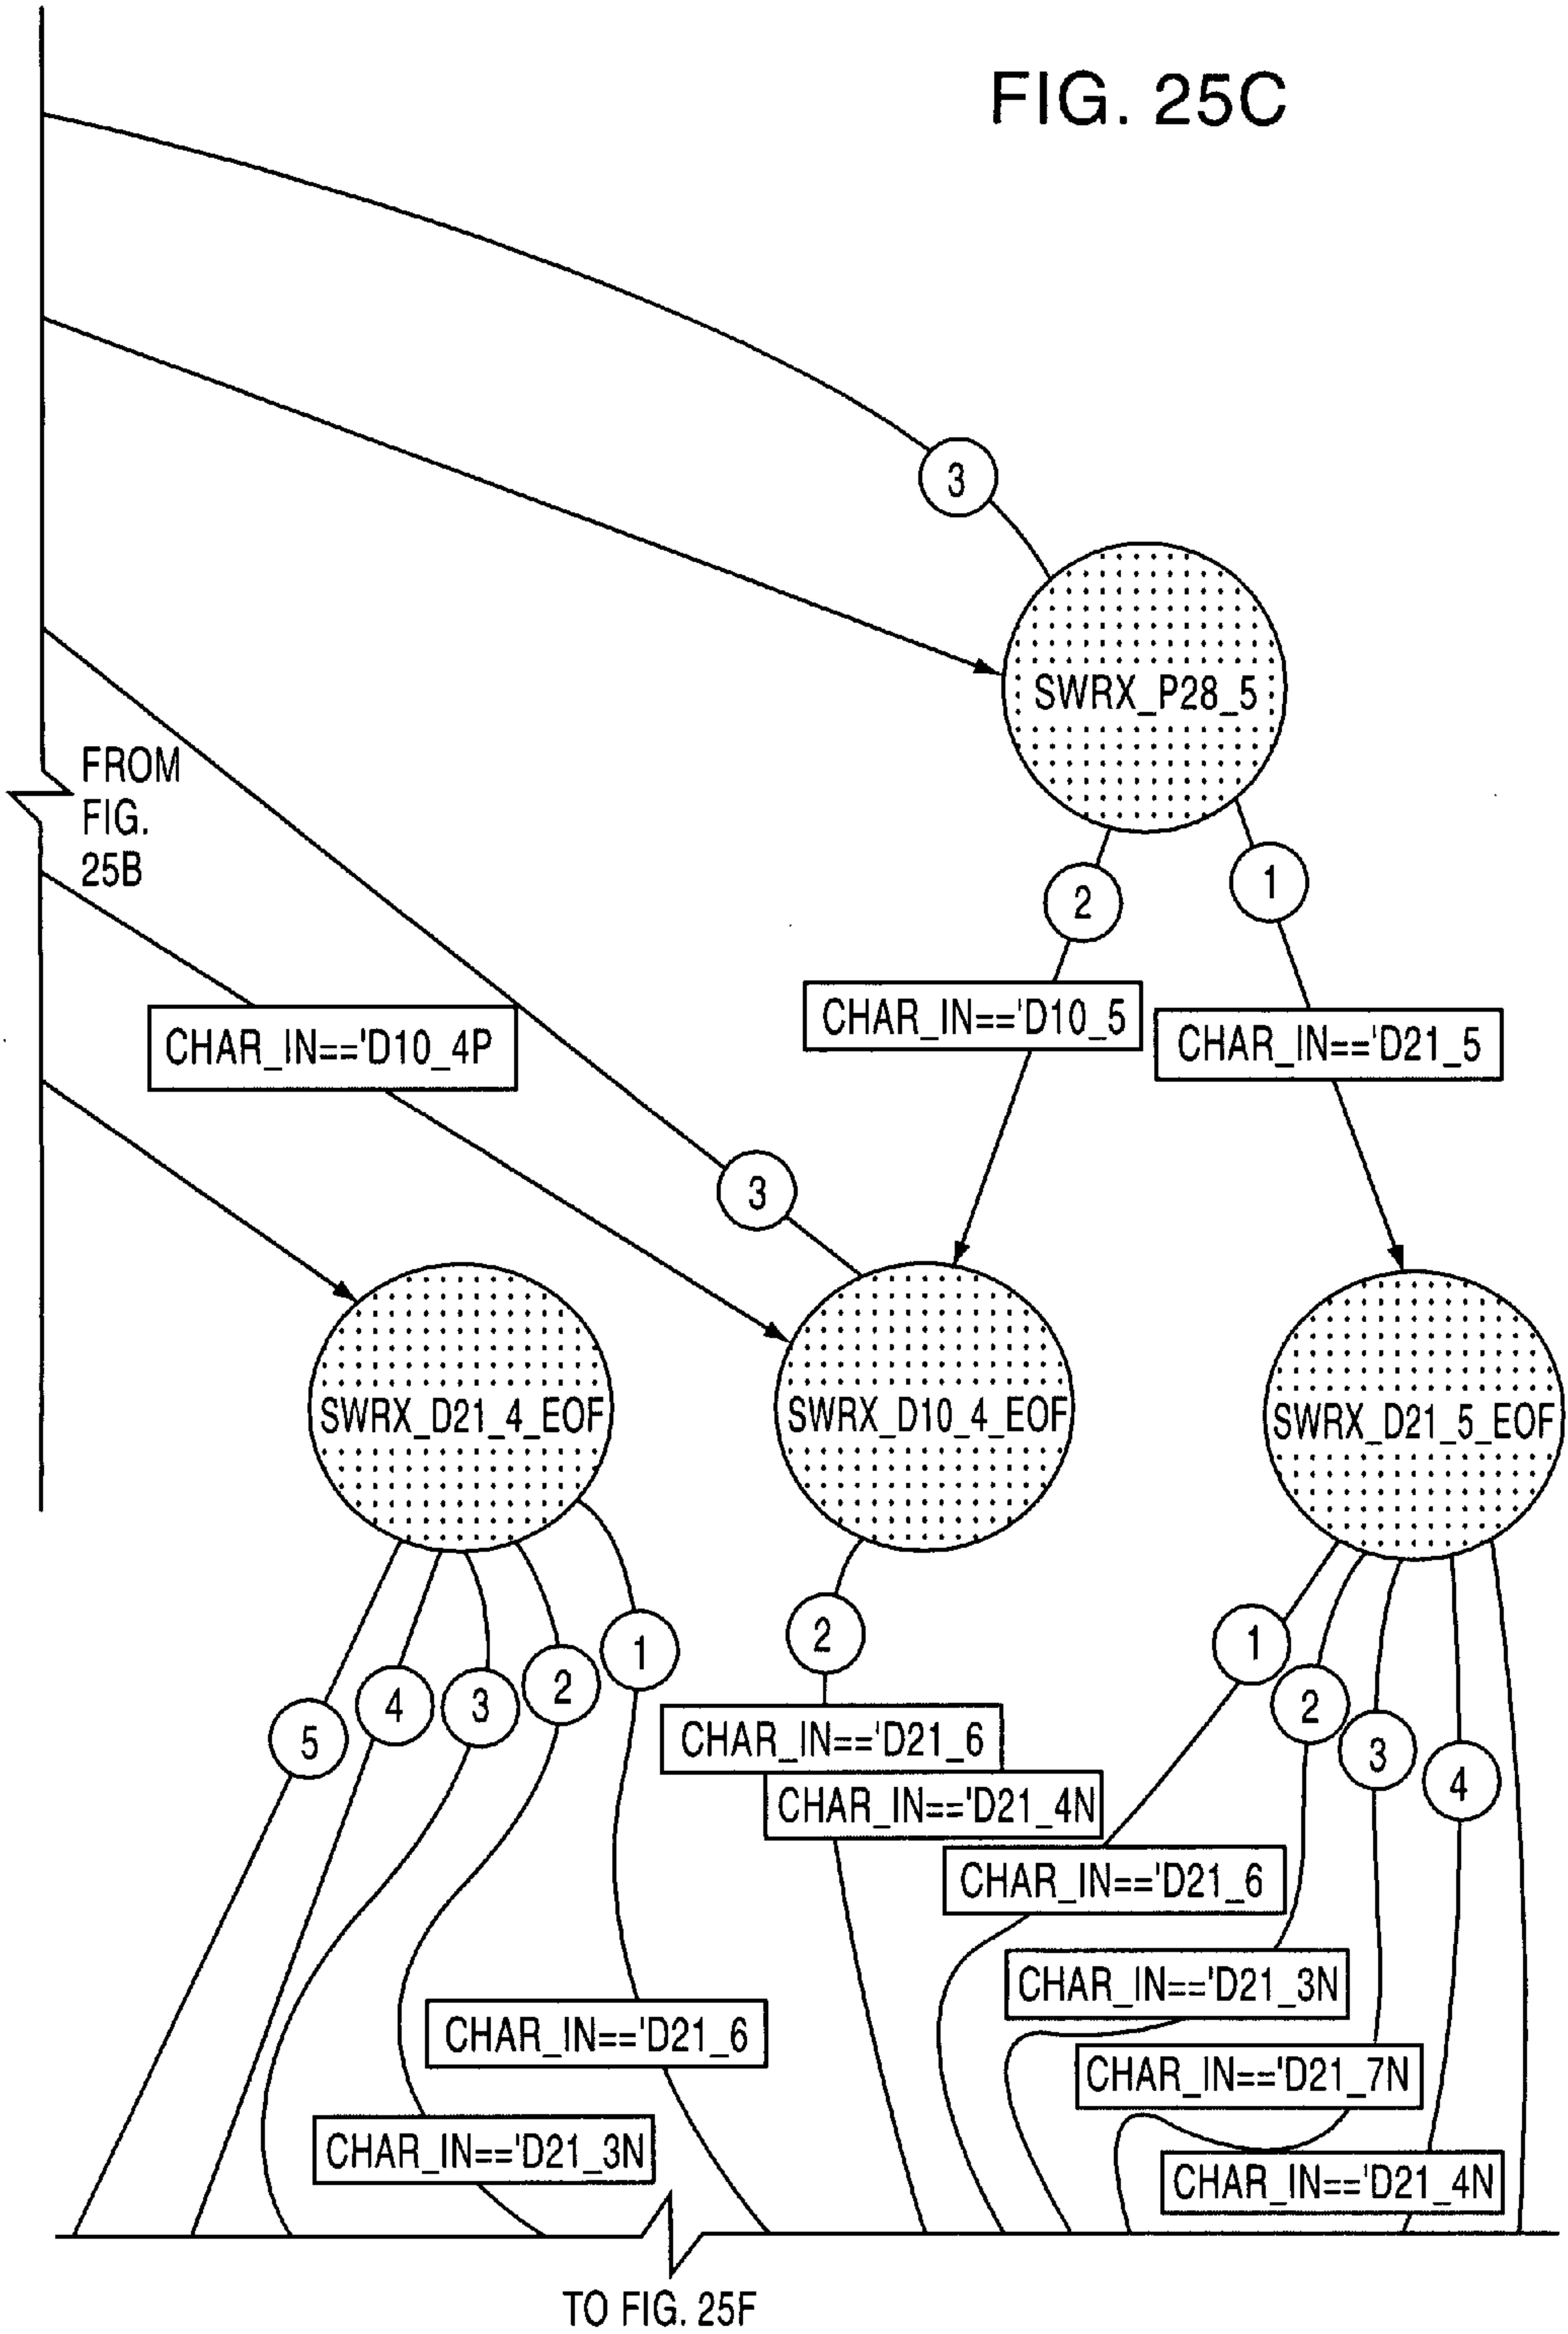 FIG. 25C
3
SWRX_P28_5
FROM
FIG.
25B
2
1
CHAR_IN=='D10_4P
CHAR_IN=='D10_5
CHAR_IN=='D21_5
3
SWRX_D21_4_EOF
SWRX_D10_4_EOF
SWRX_D21_5_EOF
5
4
3
2
1
2
1
2
3
4
CHAR_IN=='D21_6
CHAR_IN=='D21_4N
CHAR_IN=='D21_6
CHAR_IN=='D21_3N
CHAR_IN=='D21_6
CHAR_IN=='D21_7N
CHAR_IN=='D21_3N
CHAR_IN=='D21_4N
TO FIG. 25F